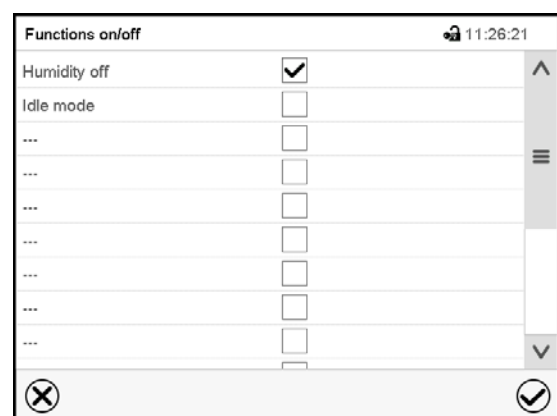 Functions on/off 11:26:21
Humidity off
Idle mode
---
---
---
---
---
---
---